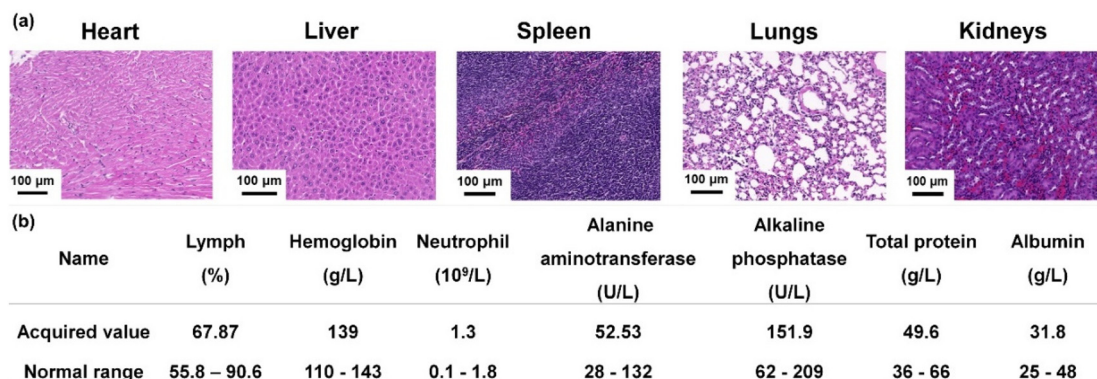 (a)
Heart Liver Spleen Lungs Kidneys
100 µm 100 µm 100 µm 100 µm 100 µm
(b)
Name Lymph (%) Hemoglobin (g/L) Neutrophil (10⁹/L) Alanine aminotransferase (U/L) Alkaline phosphatase (U/L) Total protein (g/L) Albumin (g/L)
Acquired value 67.87 139 1.3 52.53 151.9 49.6 31.8
Normal range 55.8 – 90.6 110 - 143 0.1 - 1.8 28 - 132 62 - 209 36 - 66 25 - 48